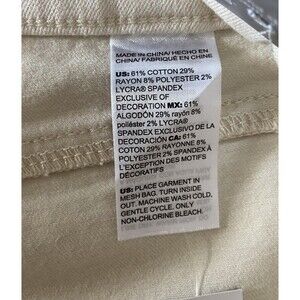 MADE IN CHINA/HECHO EN
CHINA/ FABRIQUÉ EN CHINE
US: 61% COTTON 29%
RAYON 8% POLYESTER 2%
LYCRA® SPANDEX
EXCLUSIVE OF
DECORATION MX: 61%
ALGODÓN 29% rayón 8%
poliéster 2% LYCRA®
SPANDEX EXCLUSIVO DE LA
DECORACIÓN CA: 61%
COTON 29% RAYONNE 8%
POLYESTER 2% SPANDEX À
L'EXCEPTION DES MOTIFS
DÉCORATIFS
US: PLACE GARMENT IN
MESH BAG. TURN INSIDE
OUT. MACHINE WASH COLD,
GENTLE CYCLE. ONLY
NON-CHLORINE BLEACH.